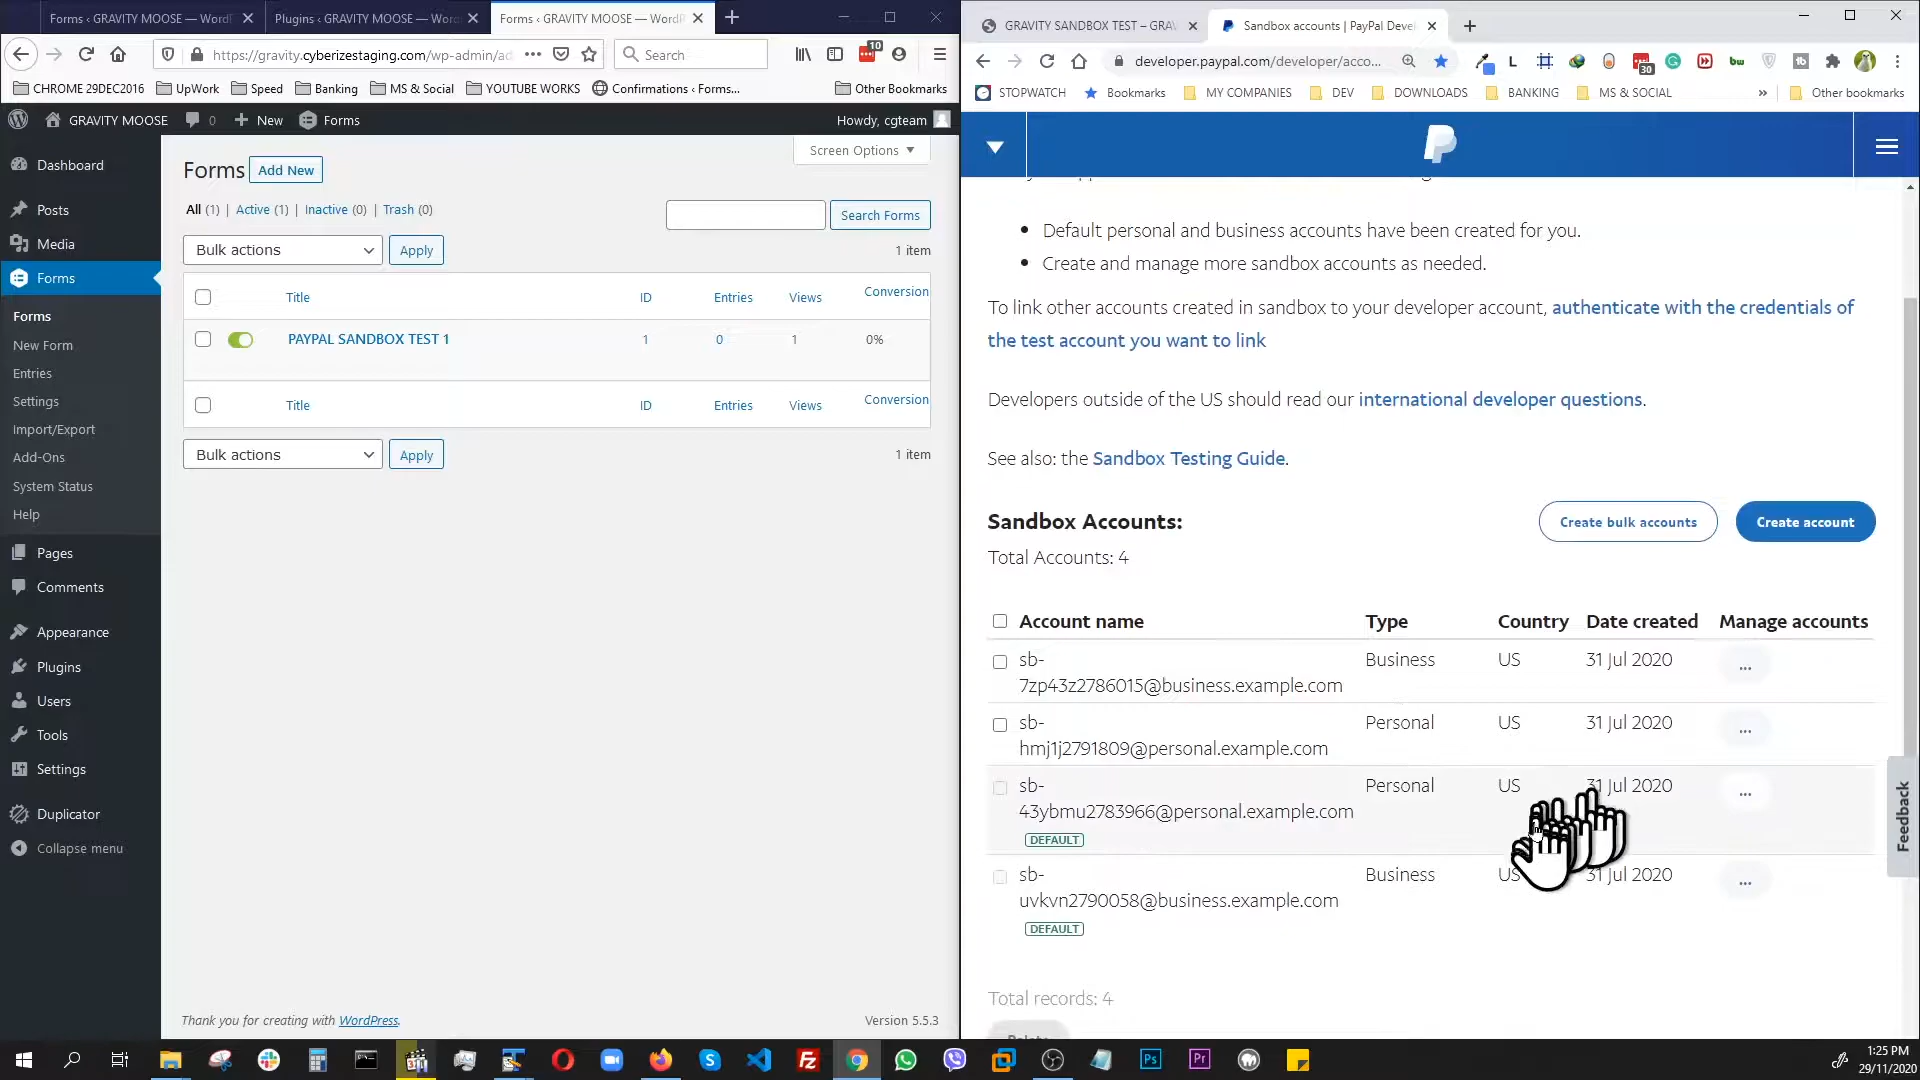 Forms ‹ GRAVITY MOOSE — WordP
Plugins ‹ GRAVITY MOOSE — Word
Forms ‹ GRAVITY MOOSE — WordP
https://gravity.cyberizestaging.com/wp-admin/ad
Search
10
CHROME 29DEC2016
UpWork
Speed
Banking
MS & Social
YOUTUBE WORKS
Confirmations ‹ Forms...
Other Bookmarks
GRAVITY MOOSE
0
New
Forms
Howdy, cgteam
Dashboard
Posts
Media
Forms
Forms
New Form
Entries
Settings
Import/Export
Add-Ons
System Status
Help
Pages
Comments
Appearance
Plugins
Users
Tools
Settings
Duplicator
Collapse menu
Screen Options
Forms Add New
All (1) | Active (1) | Inactive (0) | Trash (0)
Search Forms
Bulk actions Apply 1 item
Title ID Entries Views Conversion
PAYPAL SANDBOX TEST 1 1 0 1 0%
Title ID Entries Views Conversion
Bulk actions Apply 1 item
Thank you for creating with WordPress.
Version 5.5.3
GRAVITY SANDBOX TEST – GRAV
Sandbox accounts | PayPal Devel
developer.paypal.com/developer/acco...
30
STOPWATCH
Bookmarks
MY COMPANIES
DEV
DOWNLOADS
BANKING
MS & SOCIAL
»
Other bookmarks
Default personal and business accounts have been created for you.
Create and manage more sandbox accounts as needed.
To link other accounts created in sandbox to your developer account, authenticate with the credentials of
the test account you want to link
Developers outside of the US should read our international developer questions.
See also: the Sandbox Testing Guide.
Sandbox Accounts:
Create bulk accounts
Create account
Total Accounts: 4
Account name Type Country Date created Manage accounts
sb- Business US 31 Jul 2020 ...
7zp43z2786015@business.example.com
sb- Personal US 31 Jul 2020 ...
hmj1j2791809@personal.example.com
sb- Personal US 31 Jul 2020 ...
43ybmu2783966@personal.example.com
DEFAULT
sb- Business US 31 Jul 2020 ...
uvkvn2790058@business.example.com
DEFAULT
Total records: 4
Feedback
1:25 PM
29/11/2020